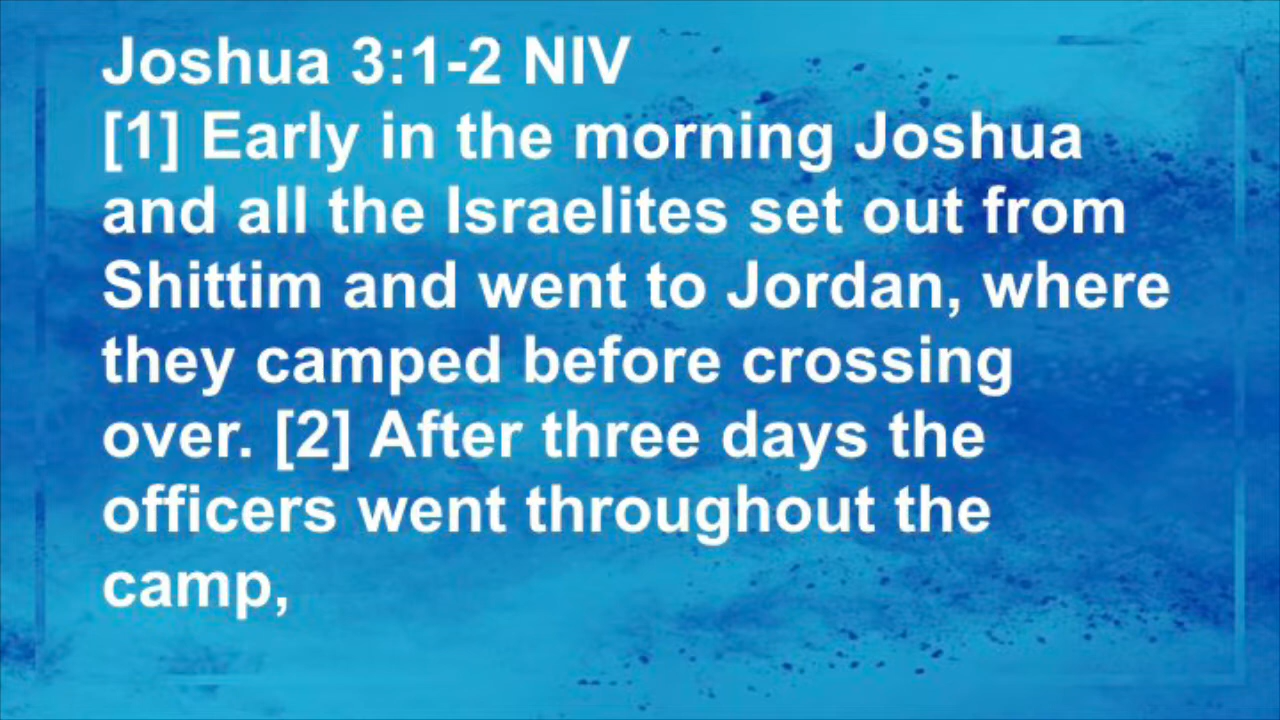 Joshua 3:1-2 NIV
[1] Early in the morning Joshua
and all the Israelites set out from
Shittim and went to Jordan, where
they camped before crossing
over. [2] After three days the
officers went throughout the
camp,